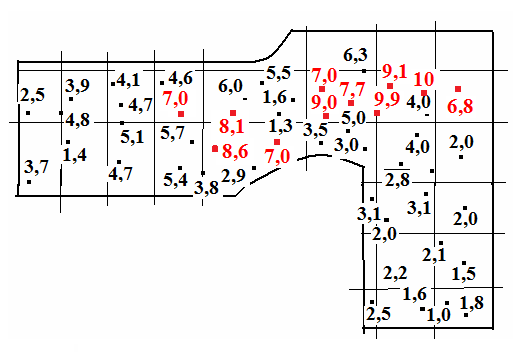 6,3
5,5 7,0 9,1 10
3,9 4,1 4,6 6,0 7,7
2,5 7,0 1,6 9,0 9,9 4,0 6,8
4,7
4,8 8,1 1,3 5,0
5,1 5,7 3,5
3,0 4,0 2,0
1,4 8,6 7,0
3,7 4,7 5,4 3,8 2,9 2,8
3,1 3,1 2,0
2,0
2,1
2,2 1,5
1,6 1,8
2,5 1,0